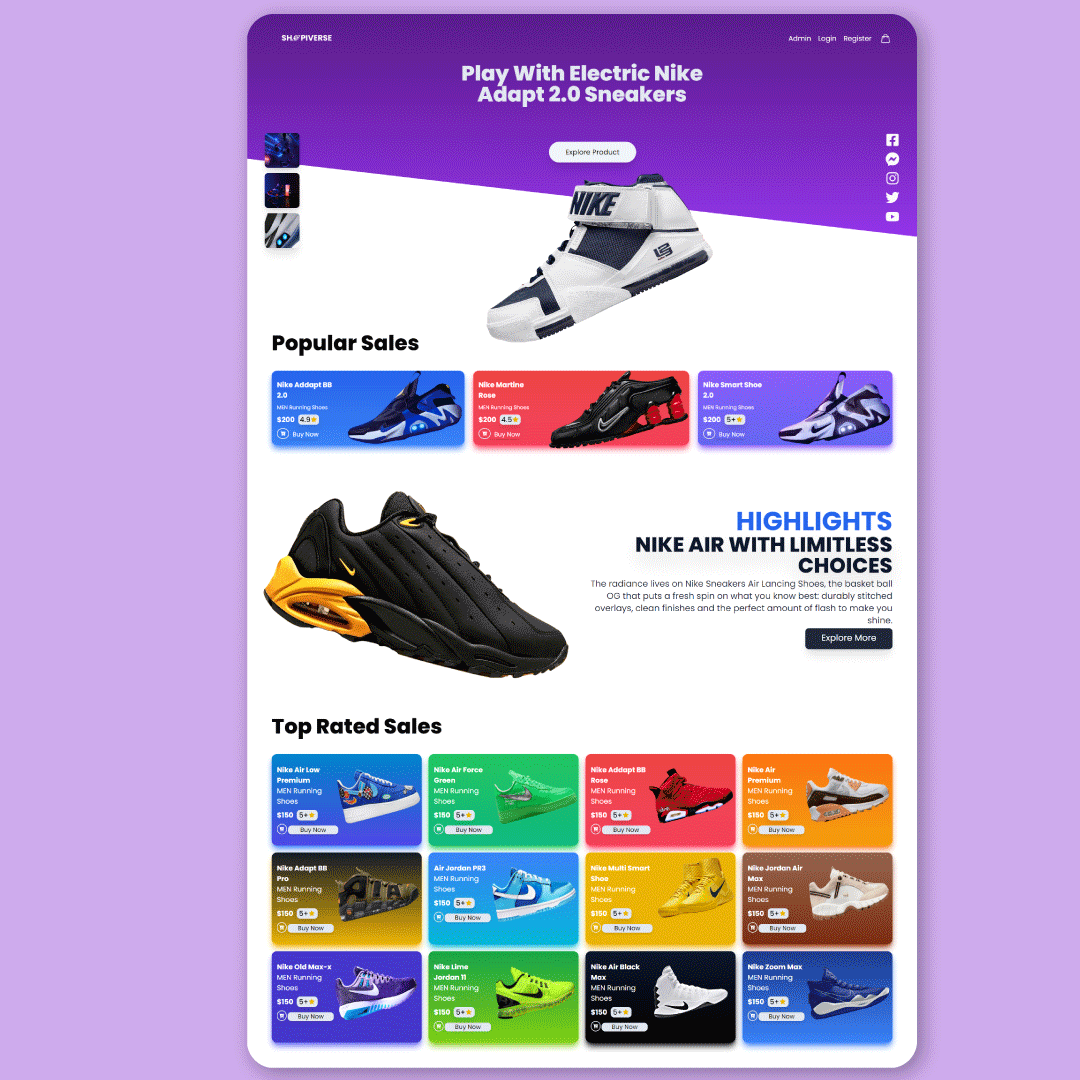 SHOPIVERSE
Admin Login Register
Play With Electric Nike
Adapt 2.0 Sneakers
Explore Product
NIKE
Popular Sales
Nike Addapt BB
2.0
MEN Running Shoes
$200 4.9
Buy Now
Nike Martine
Rose
MEN Running Shoes
$200 4.5
Buy Now
Nike Smart Shoe
2.0
MEN Running Shoes
$200 5+
Buy Now
HIGHLIGHTS
NIKE AIR WITH LIMITLESS
CHOICES
The radiance lives on Nike Sneakers Air Lancing Shoes, the basket ball
OG that puts a fresh spin on what you know best: durably stitched
overlays, clean finishes and the perfect amount of flash to make you
shine.
Explore More
Top Rated Sales
Nike Air Low
Premium
MEN Running
Shoes
$150 5+
Buy Now
Nike Air Force
Green
MEN Running
Shoes
$150 5+
Buy Now
Nike Addapt BB
Rose
MEN Running
Shoes
$150 5+
Buy Now
Nike Air
Premium
MEN Running
Shoes
$150 5+
Buy Now
Nike Adapt BB
Pro
MEN Running
Shoes
$150 5+
Buy Now
Air Jordan PR3
MEN Running
Shoes
$150 5+
Buy Now
Nike Multi Smart
Shoe
MEN Running
Shoes
$150 5+
Buy Now
Nike Jordan Air
Max
MEN Running
Shoes
$150 5+
Buy Now
Nike Old Max-x
MEN Running
Shoes
$150 5+
Buy Now
Nike Lime
Jordan 11
MEN Running
Shoes
$150 5+
Buy Now
Nike Air Black
Max
MEN Running
Shoes
$150 5+
Buy Now
Nike Zoom Max
MEN Running
Shoes
$150 5+
Buy Now